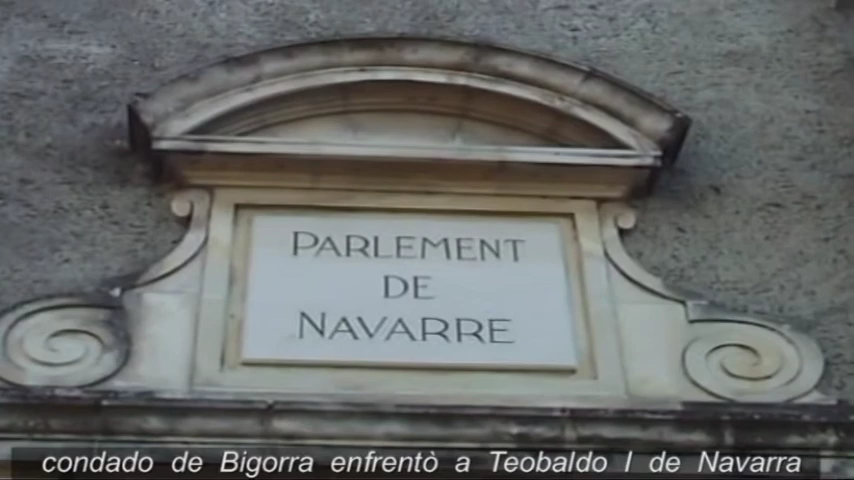 PARLEMENT
DE
NAVARRE
condado de Bigorra enfrentò a Teobaldo I de Navarra